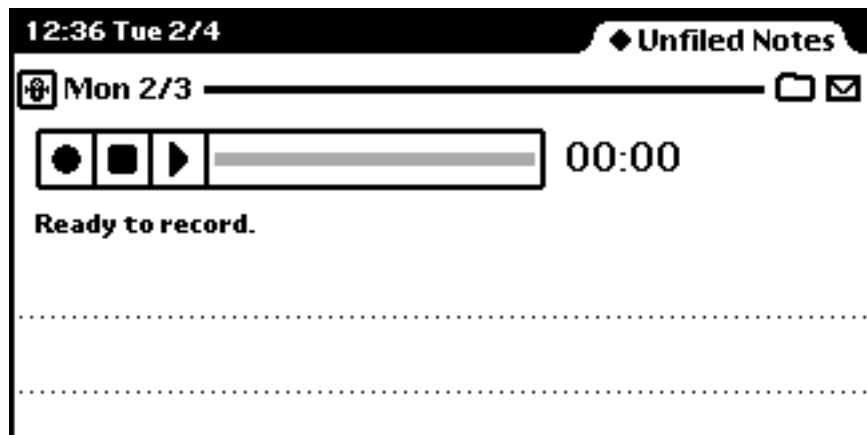 12:36 Tue 2/4
Unfiled Notes
Mon 2/3
00:00
Ready to record.